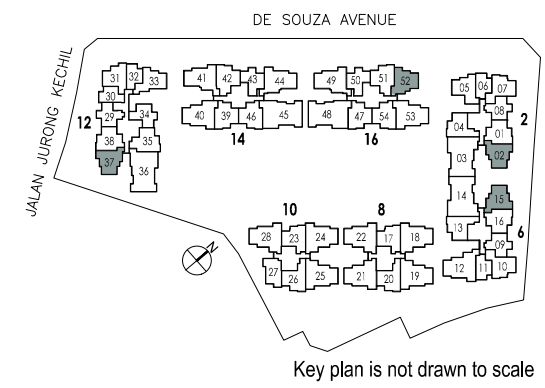 DE SOUZA AVENUE
JALAN JURONG KECHIL
31 32 33
30
29 34
12
38 35
37 36
41 42 43 44
40 39 46 45
14
49 50 51 52
48 47 54 53
16
05 06 07
08
04 01
2
03 02
14 15
13 16
6
09
12 11 10
10
28 23 24
27 26 25
8
22 17 18
21 20 19
N
Key plan is not drawn to scale